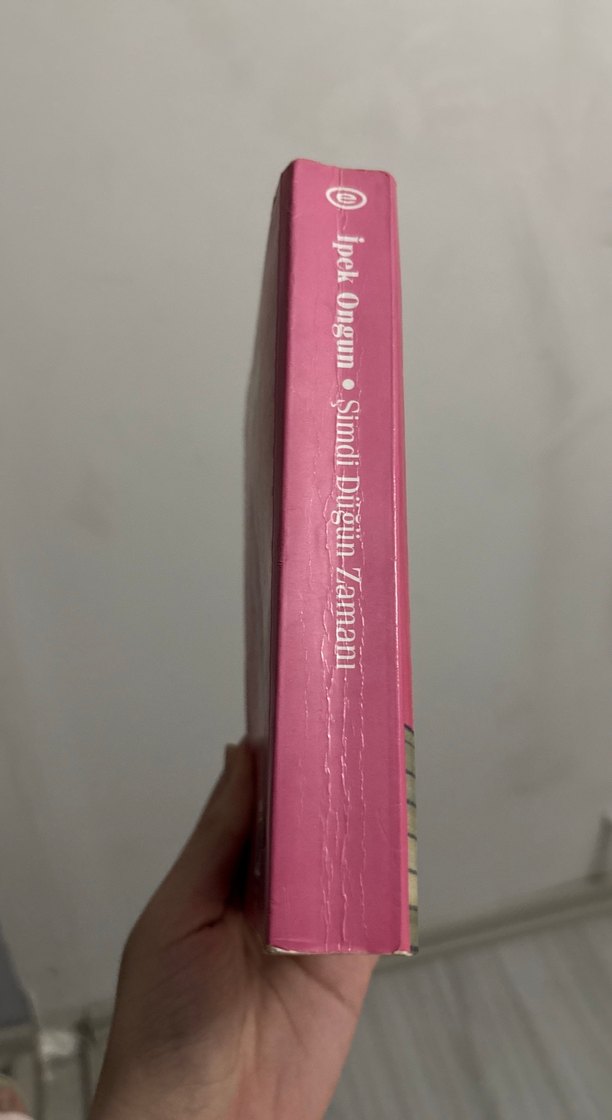 e İpek Ongun • Şimdi Düğün Zamanı